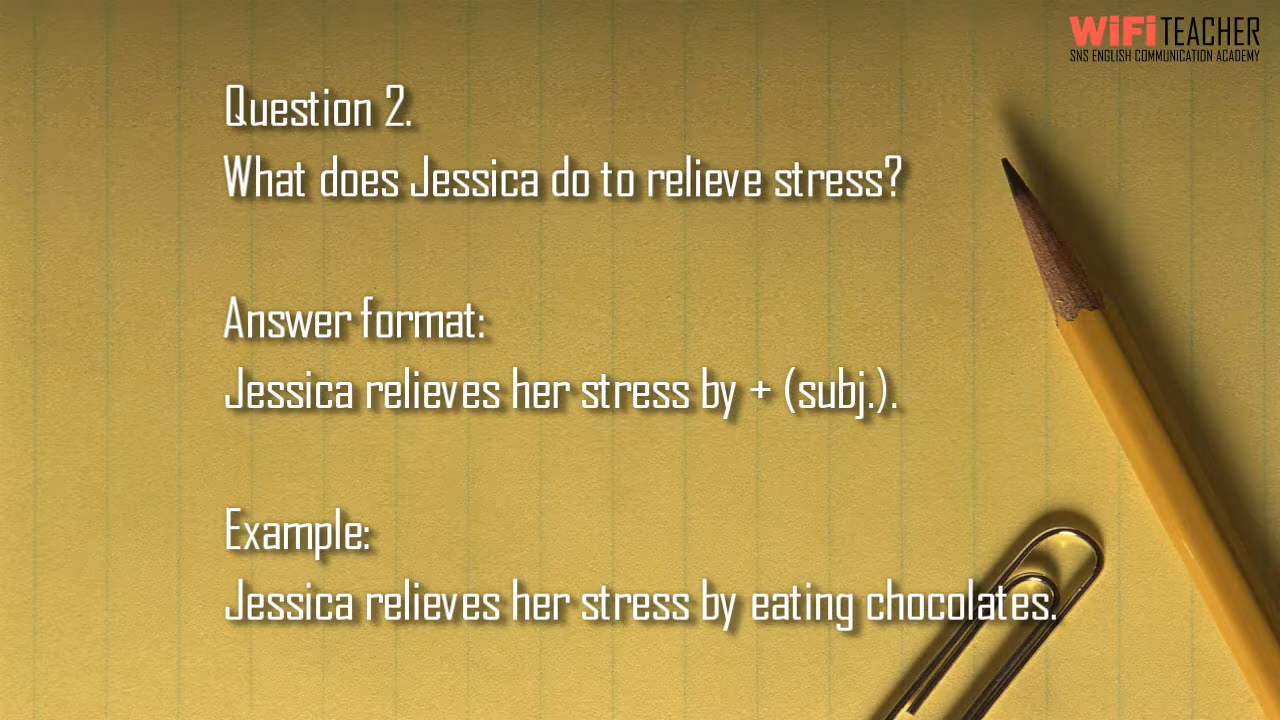 WiFi TEACHER
SNS ENGLISH COMMUNICATION ACADEMY
Question 2.
What does Jessica do to relieve stress?
Answer format:
Jessica relieves her stress by + (subj.).
Example:
Jessica relieves her stress by eating chocolates.